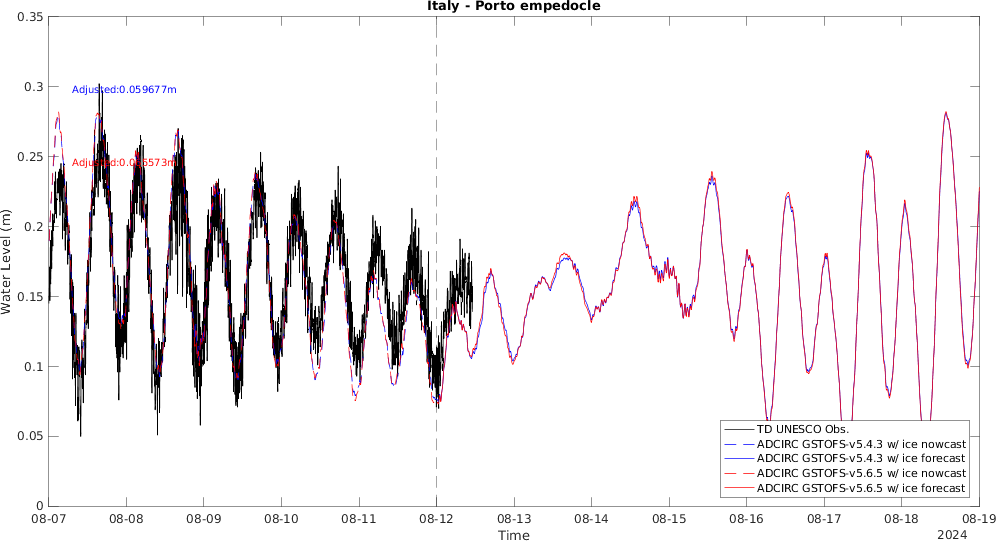 Italy - Porto empedocle
0.35
0.3
0.25
0.2
0.15
0.1
0.05
0
Water Level (m)
Adjusted:0.059677m
08-07
08-08
08-09
08-10
08-11
08-12
08-13
08-14
08-15
08-16
08-17
08-18
08-19
Time
2024
TD UNESCO Obs.
ADCIRC GSTOFS-v5.4.3 w/ ice nowcast
ADCIRC GSTOFS-v5.4.3 w/ ice forecast
ADCIRC GSTOFS-v5.6.5 w/ ice nowcast
ADCIRC GSTOFS-v5.6.5 w/ ice forecast